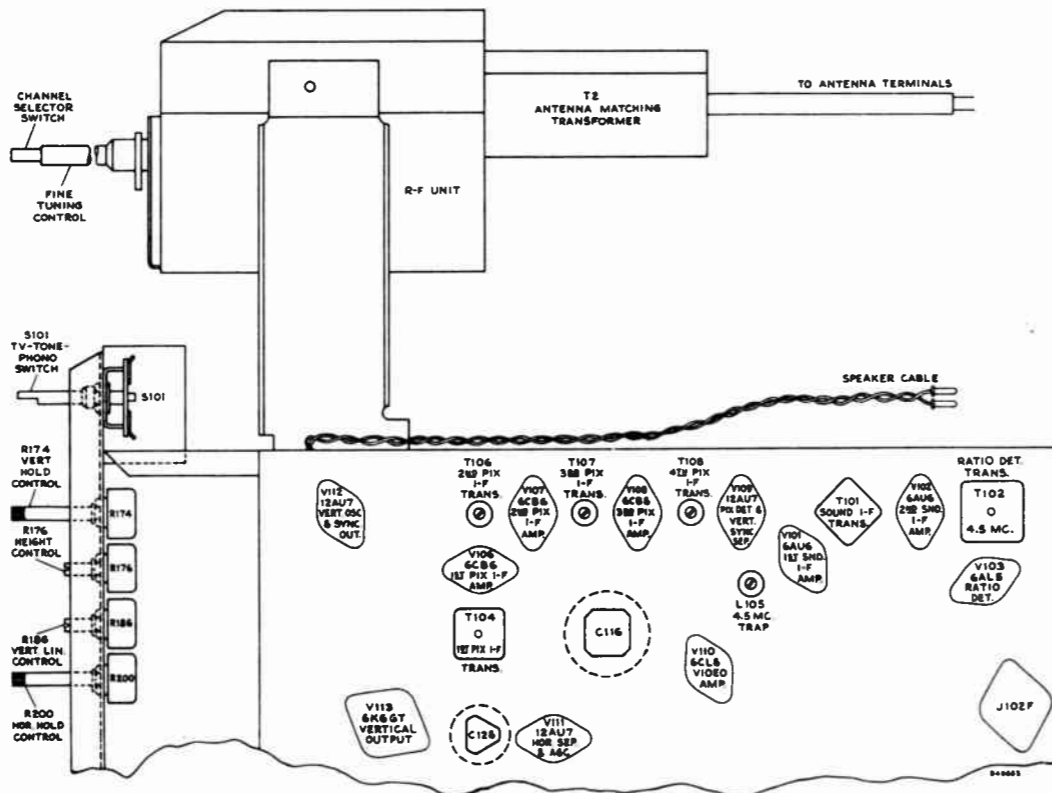 CHANNEL
SELECTOR
SWITCH
FINE
TUNING
CONTROL
R-F UNIT
T2
ANTENNA MATCHING
TRANSFORMER
TO ANTENNA TERMINALS
S101
TV-TONE-
PHONO
SWITCH
S101
SPEAKER CABLE
R174
VERT
HOLD
CONTROL
R174
R176
HEIGHT
CONTROL
R176
R186
VERT. LIN.
CONTROL
R186
R200
HOR. HOLD
CONTROL
R200
V112
12AU7
VERT. OSC
& SYNC
OUT.
T106
2ND PIX
I-F
TRANS.
V107
6CB6
2ND PIX
I-F
AMP.
T107
3RD PIX
I-F
TRANS.
V108
6CB6
3RD PIX
I-F
AMP.
T108
4TH PIX
I-F
TRANS.
V109
12AU7
PIX DET &
VERT.
SYNC
SEP.
T101
SOUND I-F
TRANS.
V102
6AU6
2ND SND.
I-F
AMP.
RATIO DET.
TRANS.
T102
4.5 MC.
V101
6AU6
1ST SND.
I-F
AMP.
V103
6AL5
RATIO
DET.
V106
6CB6
1ST PIX I-F
AMP.
L105
4.5 MC.
TRAP
T104
1ST PIX I-F
TRANS.
C116
V110
6CL6
VIDEO
AMP.
V113
6K6GT
VERTICAL
OUTPUT
V111
12AU7
HOR SEP
& AGC
J102F